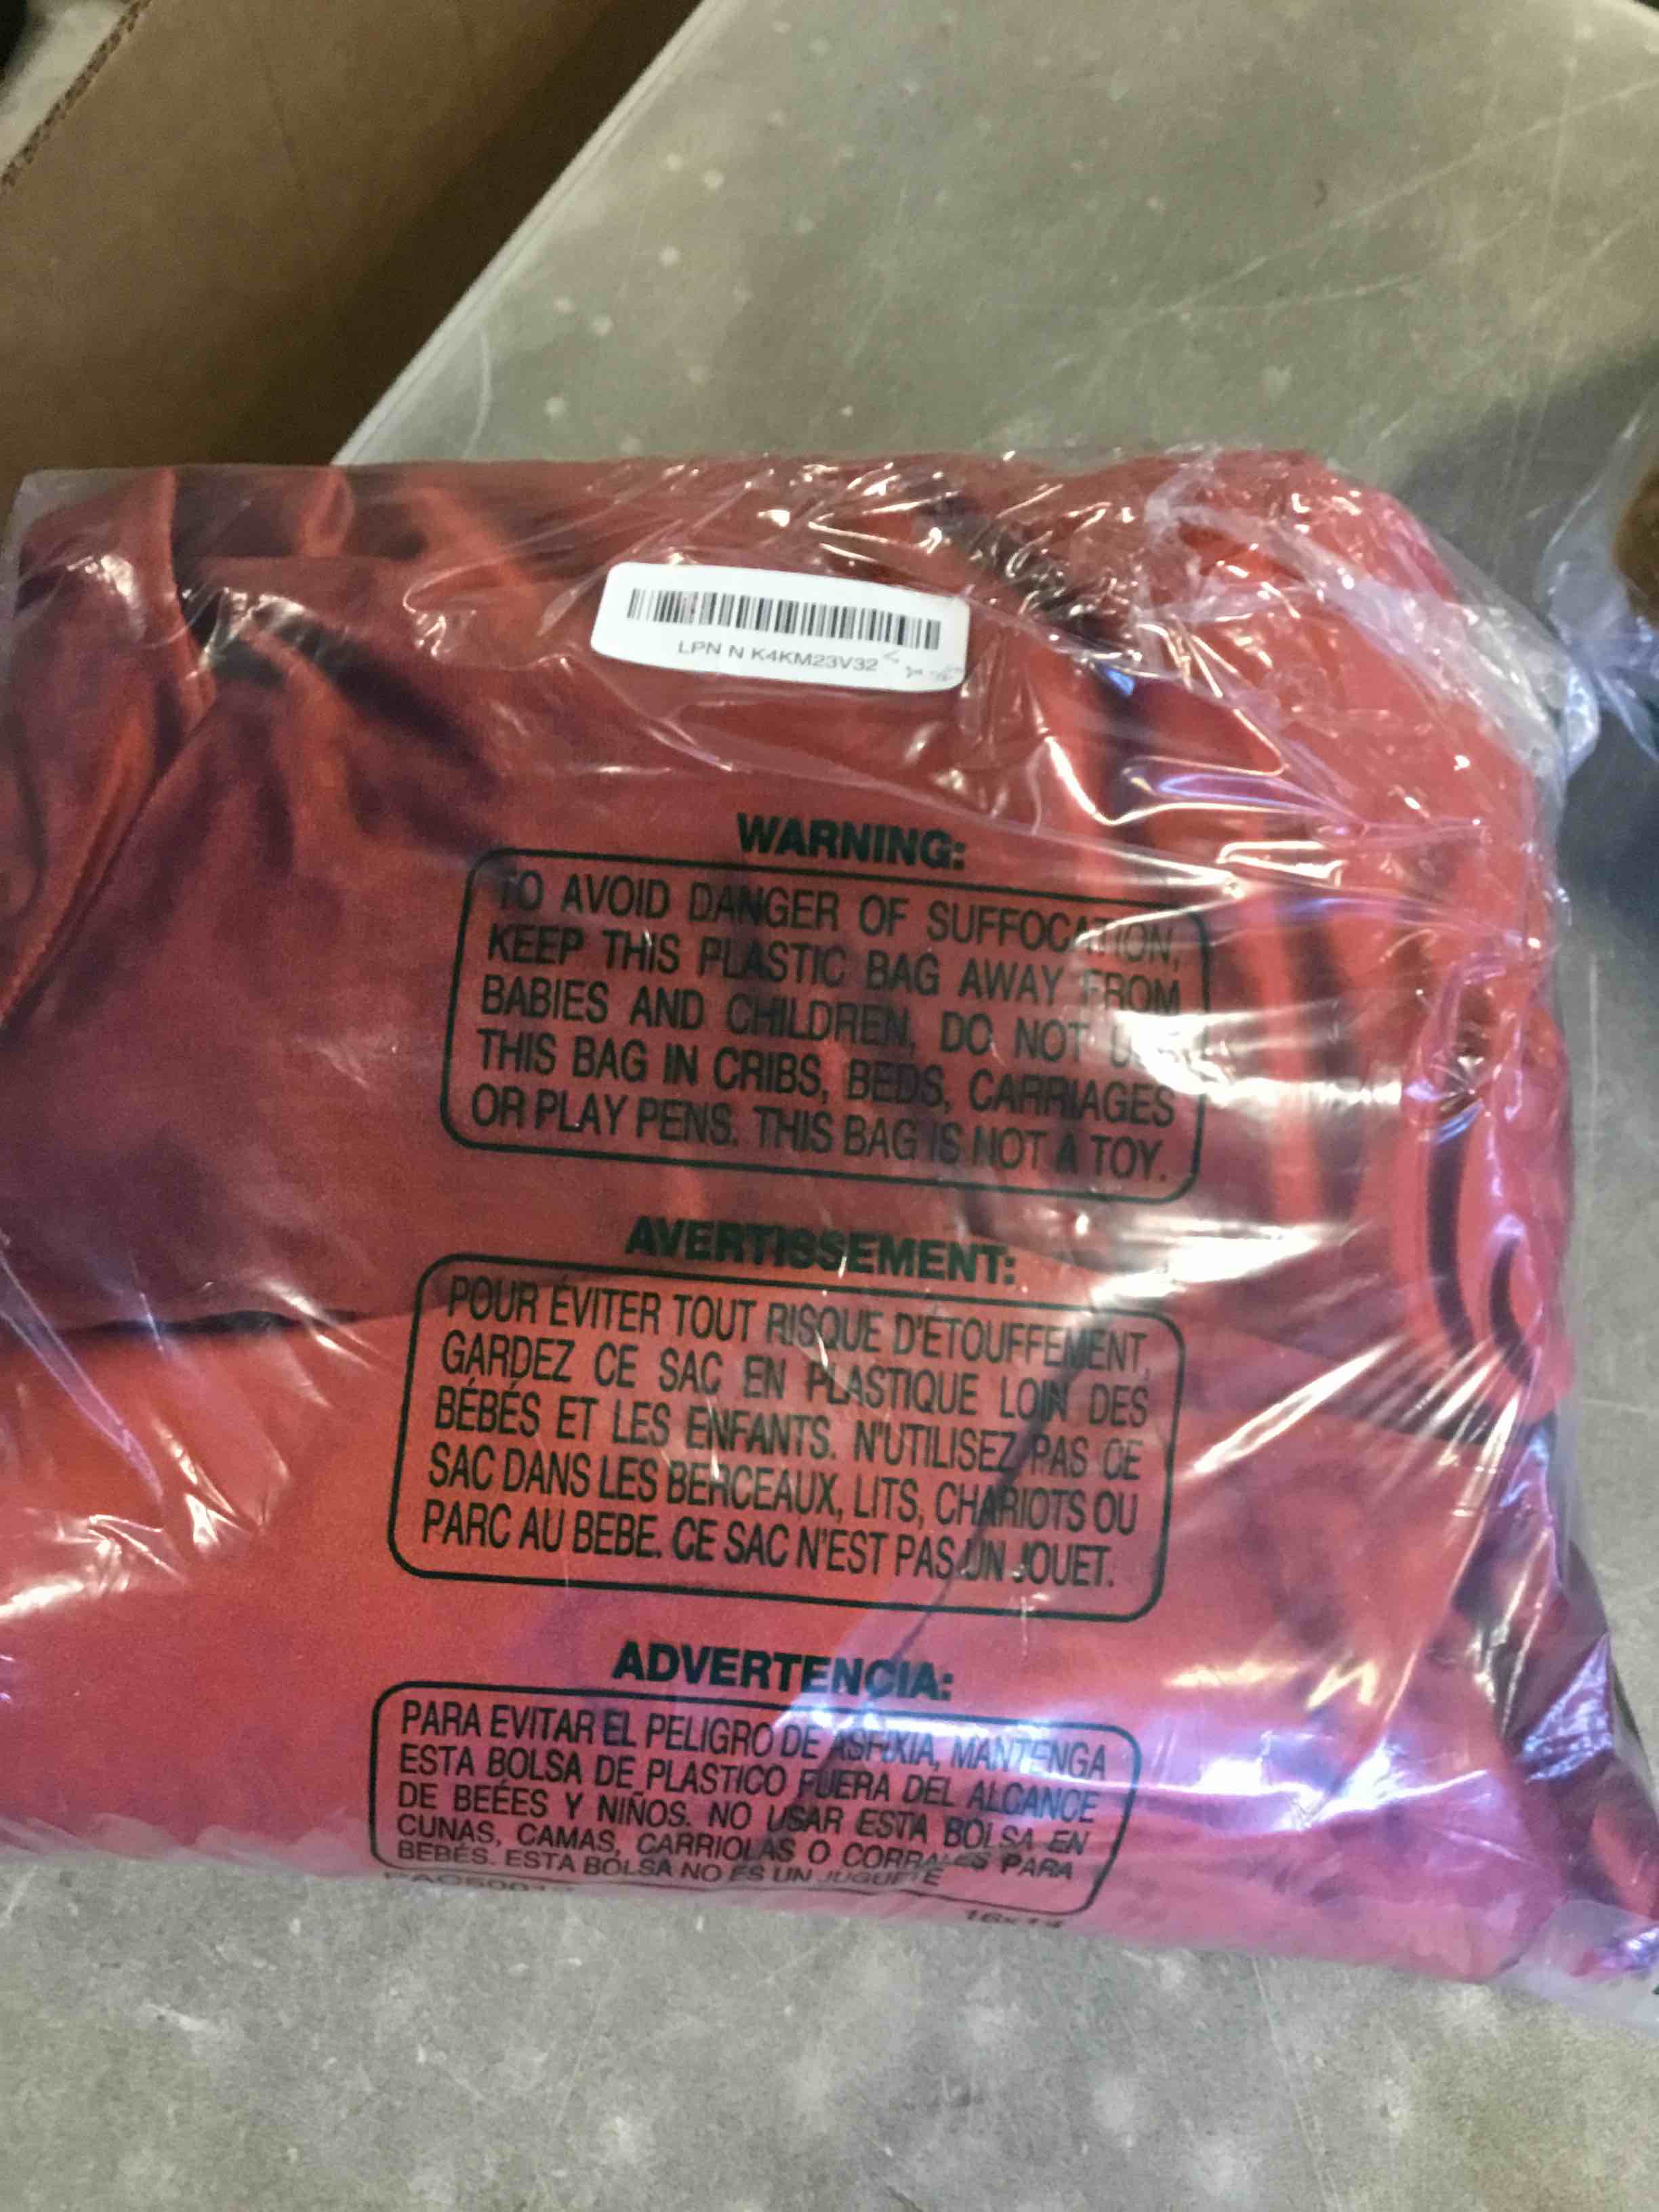 LPN N K4KM23V32
WARNING:
TO AVOID DANGER OF SUFFOCATION,
KEEP THIS PLASTIC BAG AWAY FROM
BABIES AND CHILDREN, DO NOT
THIS BAG IN CRIBS, BEDS, CARRIAGES
OR PLAY PENS. THIS BAG IS NOT A TOY.
AVERTISSEMENT:
POUR ÉVITER TOUT RISQUE D'ÉTOUFFEMENT,
GARDEZ CE SAC EN PLASTIQUE LOIN DES
BÉBÉS ET LES ENFANTS. N'UTILISEZ PAS CE
SAC DANS LES BERCEAUX, LITS, CHARIOTS OU
PARC AU BEBE. CE SAC N'EST PAS UN JOUET.
ADVERTENCIA:
PARA EVITAR EL PELIGRO DE ASFIXIA, MANTENGA
ESTA BOLSA DE PLASTICO FUERA DEL ALCANCE
DE BEÉES Y NIÑOS. NO USAR ESTA BOLSA EN
CUNAS, CAMAS, CARRIOLAS O CORRALES PARA
BEBÉS. ESTA BOLSA NO ES UN JUGUETE